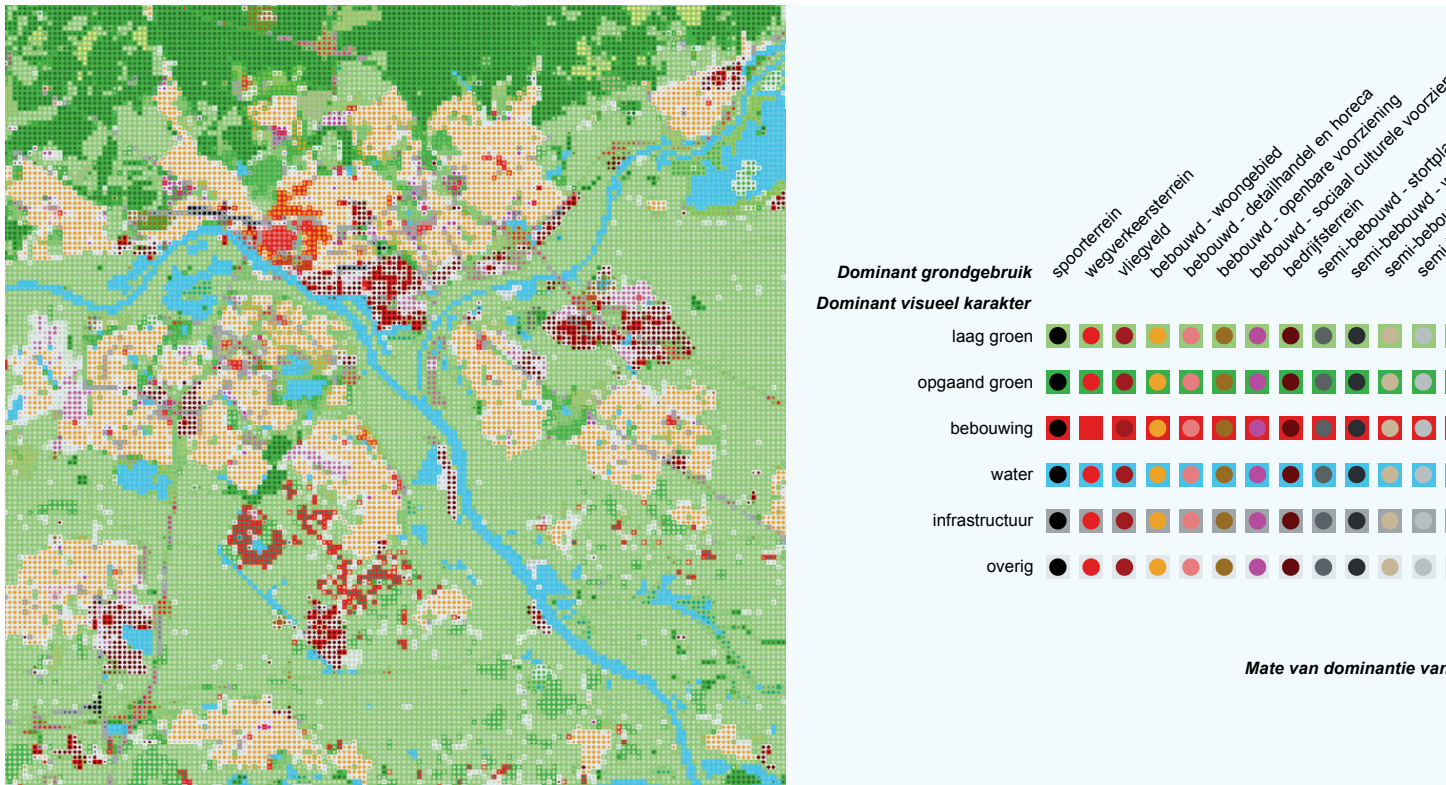 spoorterrein
wegverkeersterrein
vliegveld
bebouwd - woongebied
bebouwd - detailhandel en horeca
bebouwd - openbare voorziening
bebouwd - sociaal culturele
bedrijfsterrein
semi-bebouwd -
semi-bebouwd -
Dominant grondgebruik
Dominant visueel karakter
laag groen
opgaand groen
bebouwing
water
infrastructuur
overig
Mate van dominantie van